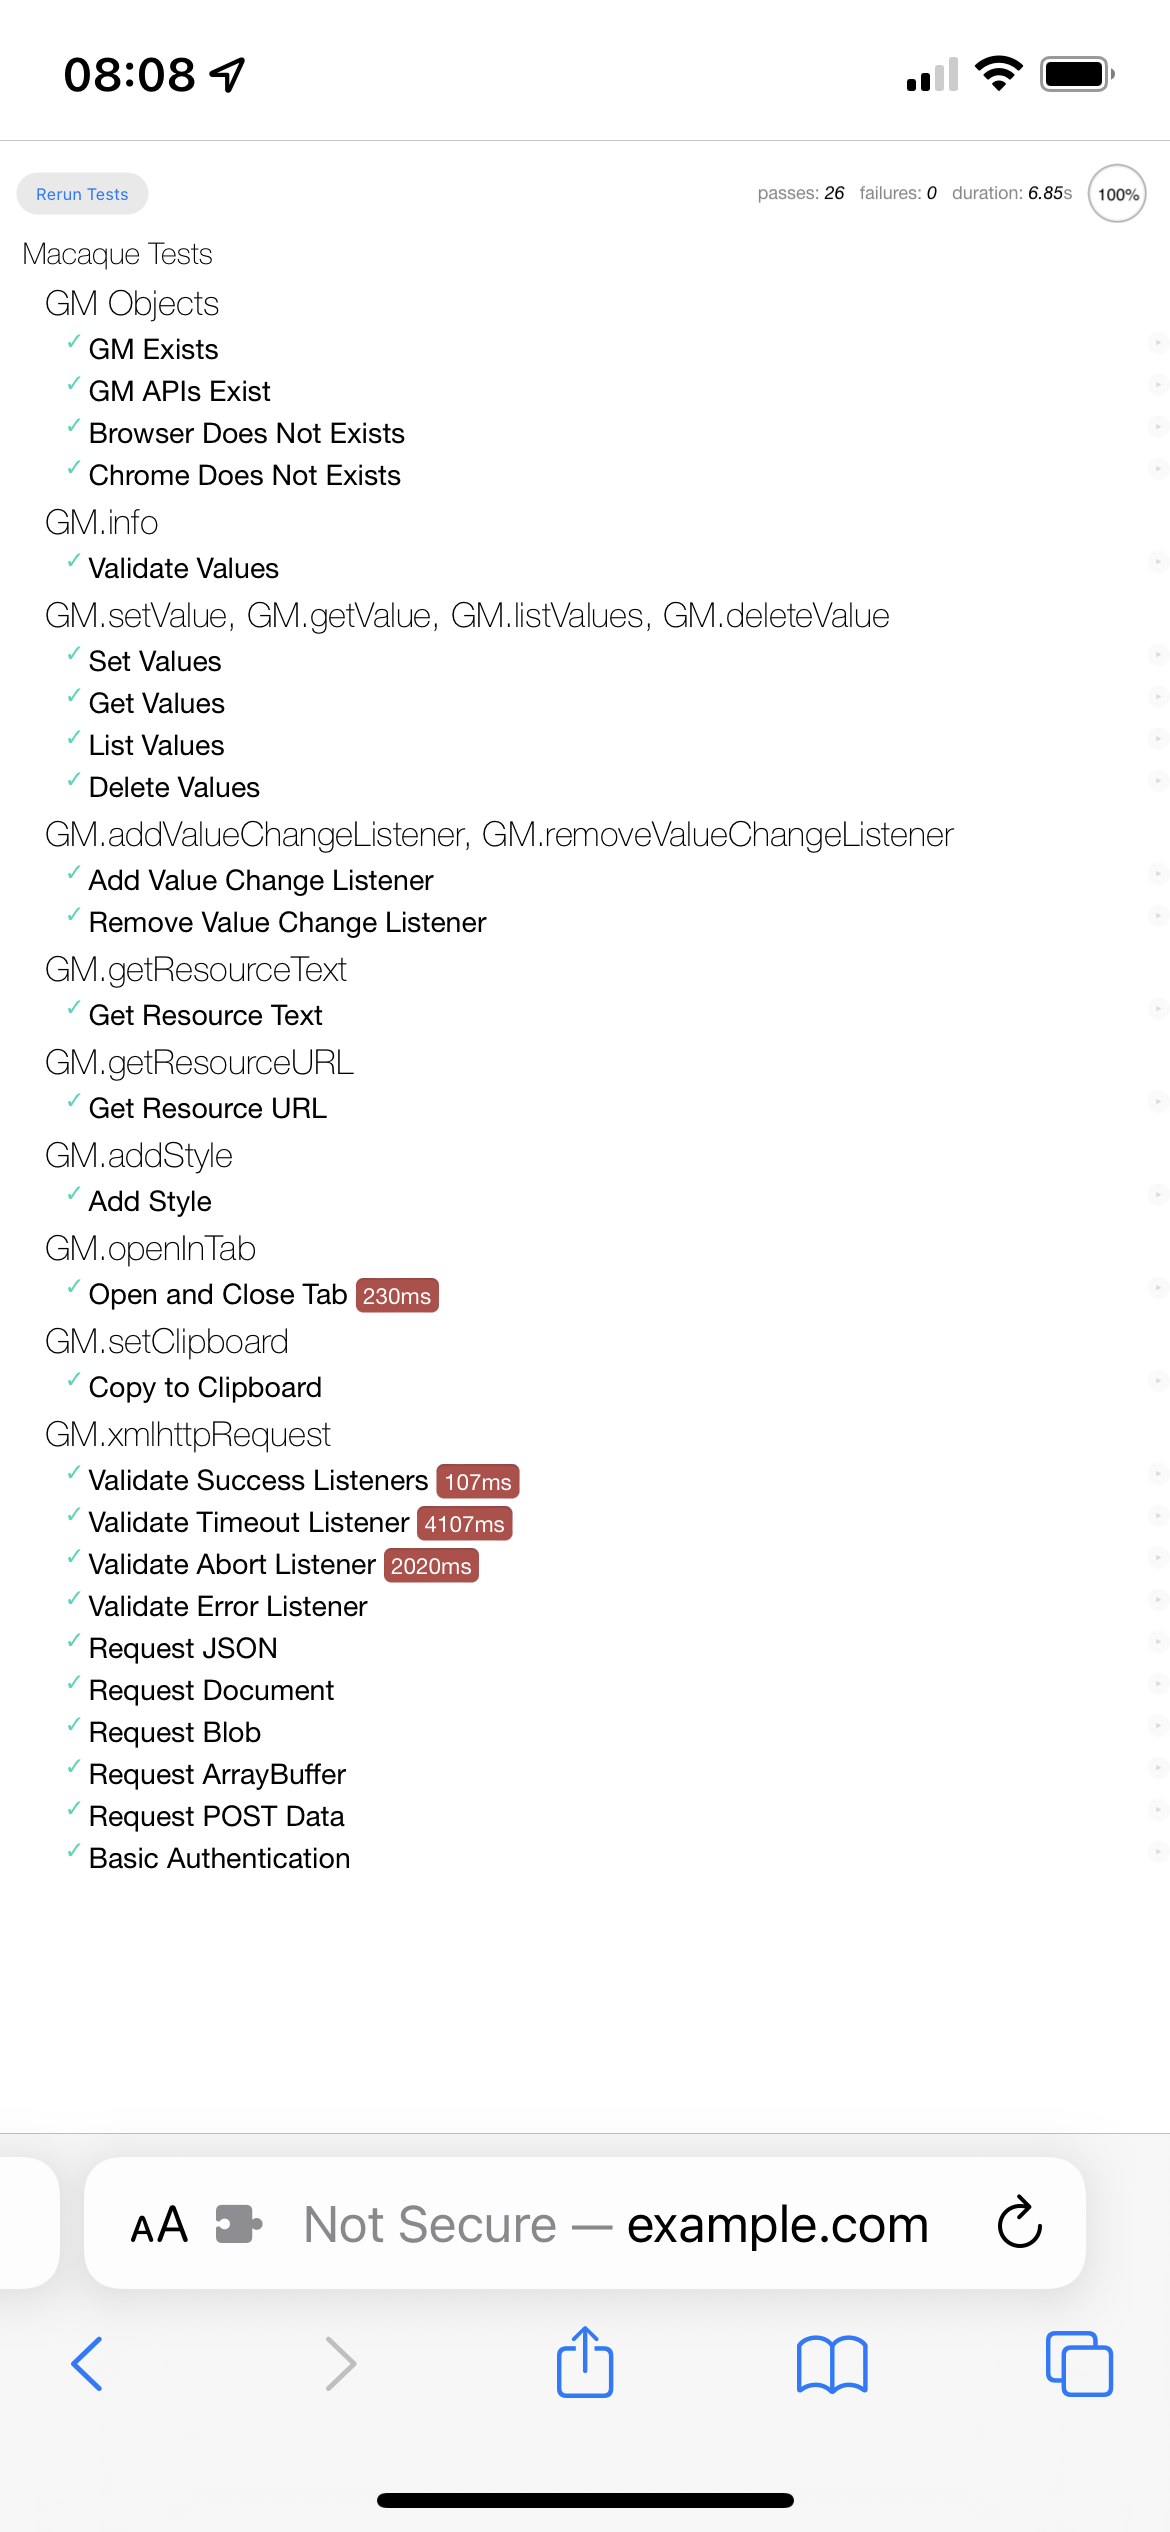 08:08
Rerun Tests
passes: 26 failures: 0 duration: 6.85s 100%
Macaque Tests
GM Objects
✓ GM Exists
✓ GM APIs Exist
✓ Browser Does Not Exists
✓ Chrome Does Not Exists
GM.info
✓ Validate Values
GM.setValue, GM.getValue, GM.listValues, GM.deleteValue
✓ Set Values
✓ Get Values
✓ List Values
✓ Delete Values
GM.addValueChangeListener, GM.removeValueChangeListener
✓ Add Value Change Listener
✓ Remove Value Change Listener
GM.getResourceText
✓ Get Resource Text
GM.getResourceURL
✓ Get Resource URL
GM.addStyle
✓ Add Style
GM.openInTab
✓ Open and Close Tab 230ms
GM.setClipboard
✓ Copy to Clipboard
GM.xmlhttpRequest
✓ Validate Success Listeners 107ms
✓ Validate Timeout Listener 4107ms
✓ Validate Abort Listener 2020ms
✓ Validate Error Listener
✓ Request JSON
✓ Request Document
✓ Request Blob
✓ Request ArrayBuffer
✓ Request POST Data
✓ Basic Authentication
AA Not Secure — example.com